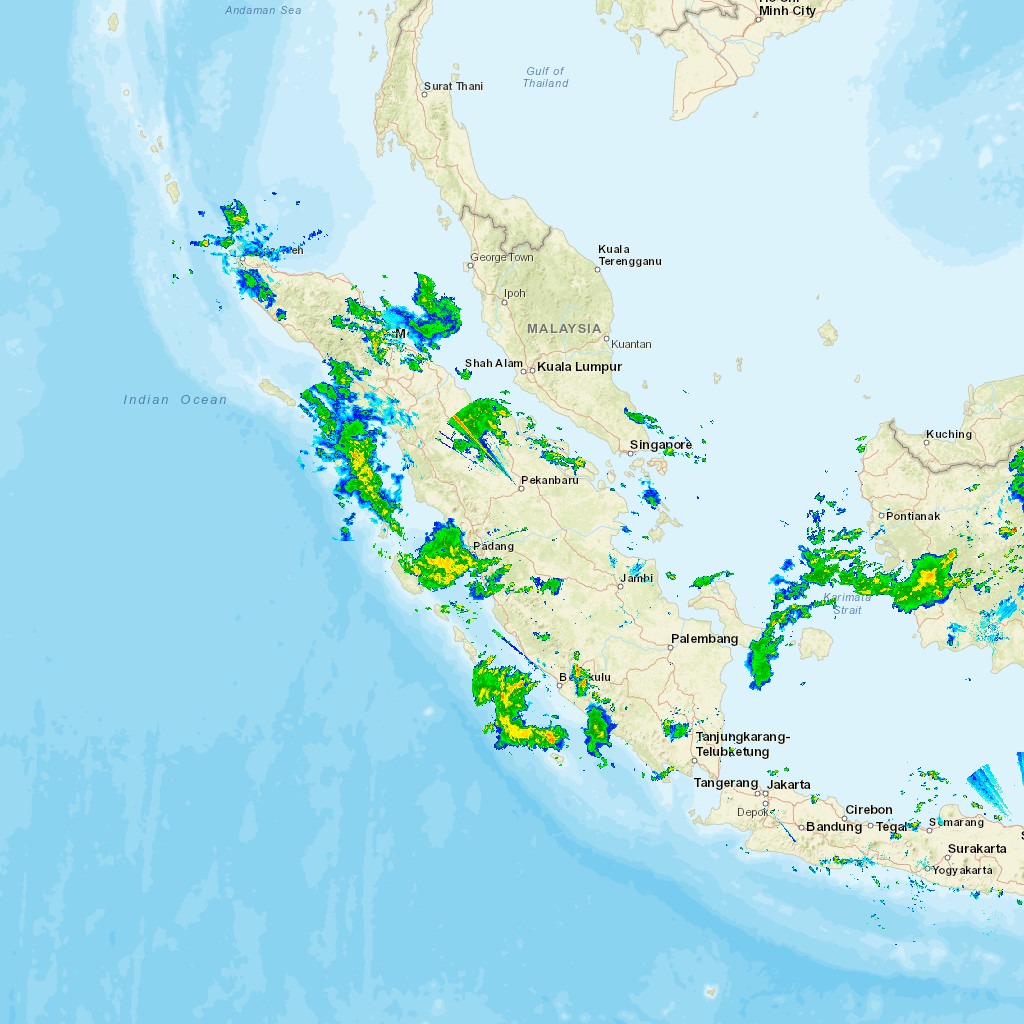 Andaman Sea
Minh City
Gulf of
Thailand
Surat Thani
Kuala
Terengganu
George Town
Ipoh
MALAYSIA
Kuantan
Shah Alam
Kuala Lumpur
Indian Ocean
Singapore
Kuching
Pekanbaru
Pontianak
Padang
Jambi
Karimata
Strait
Palembang
Tanjungkarang-
Telubketung
Tangerang
Jakarta
Depok
Cirebon
Bandung
Tegal
Semarang
Surakarta
Yogyakarta